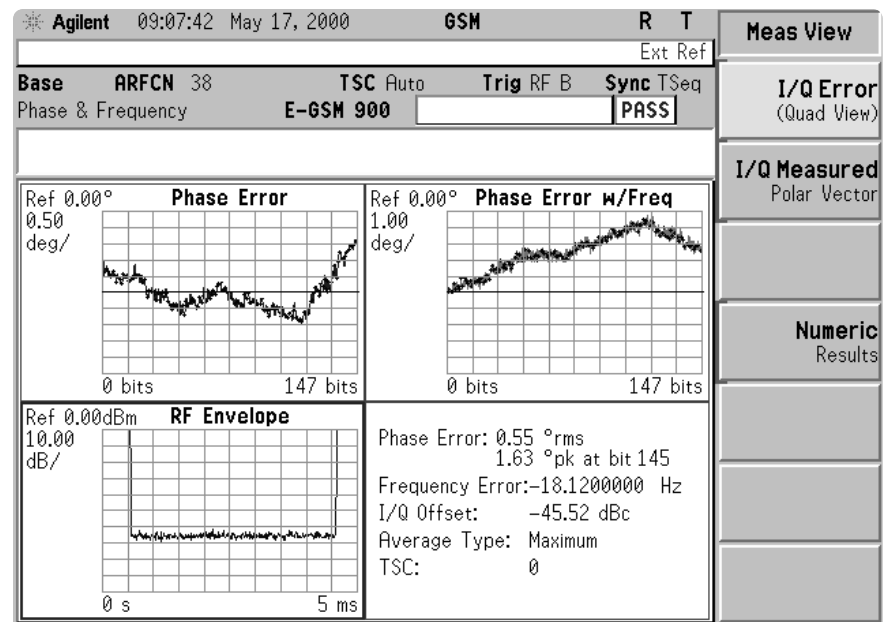 Agilent 09:07:42 May 17, 2000 GSM R T
Ext Ref
Base ARFCN 38 TSC Auto Trig RF B Sync TSeq
Phase & Frequency E-GSM 900 PASS
Meas View
I/Q Error
(Quad View)
I/Q Measured
Polar Vector
Numeric
Results
Ref 0.00° Phase Error
0.50
deg/
0 bits 147 bits
Ref 0.00° Phase Error w/Freq
1.00
deg/
0 bits 147 bits
Ref 0.00dBm RF Envelope
10.00
dB/
0 s 5 ms
Phase Error: 0.55 °rms
1.63 °pk at bit 145
Frequency Error:-18.1200000 Hz
I/Q Offset: -45.52 dBc
Average Type: Maximum
TSC: 0